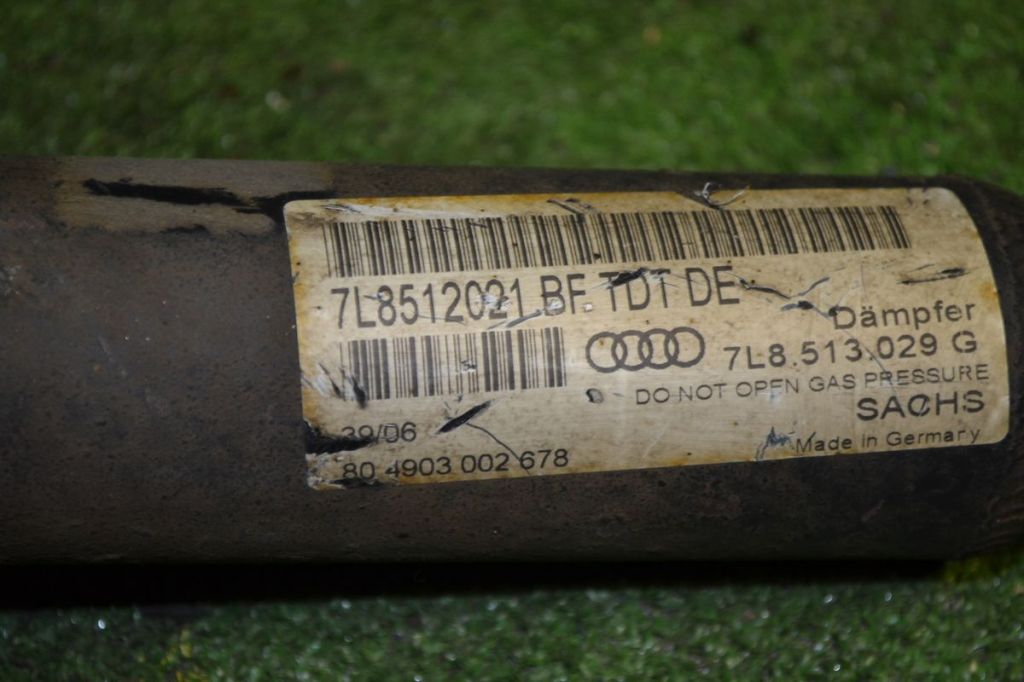 7L8512021 BF TDT DE
Dämpfer
7L8.513.029 G
DO NOT OPEN GAS PRESSURE
SACHS
39/06
Made in Germany
80 4903 002 678